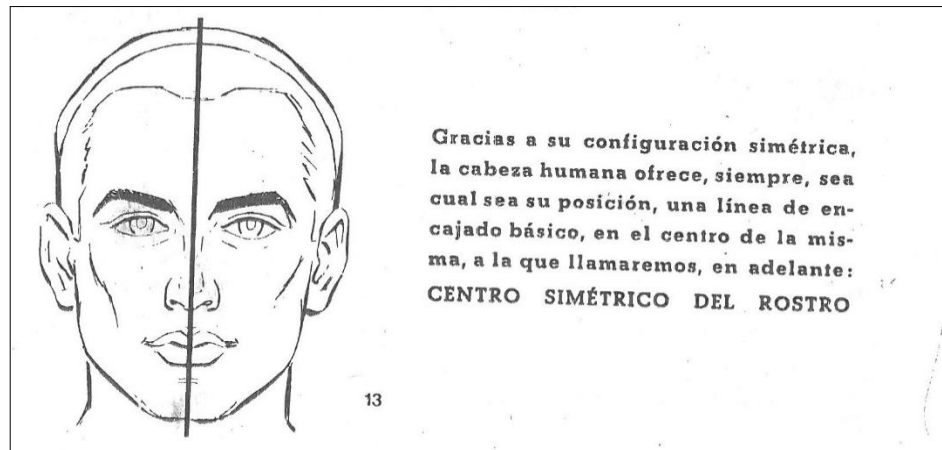 Gracias a su configuración simétrica,
la cabeza humana ofrece, siempre, sea
cual sea su posición, una línea de en-
cajado básico, en el centro de la mis-
ma, a la que llamaremos, en adelante:
CENTRO SIMÉTRICO DEL ROSTRO
13